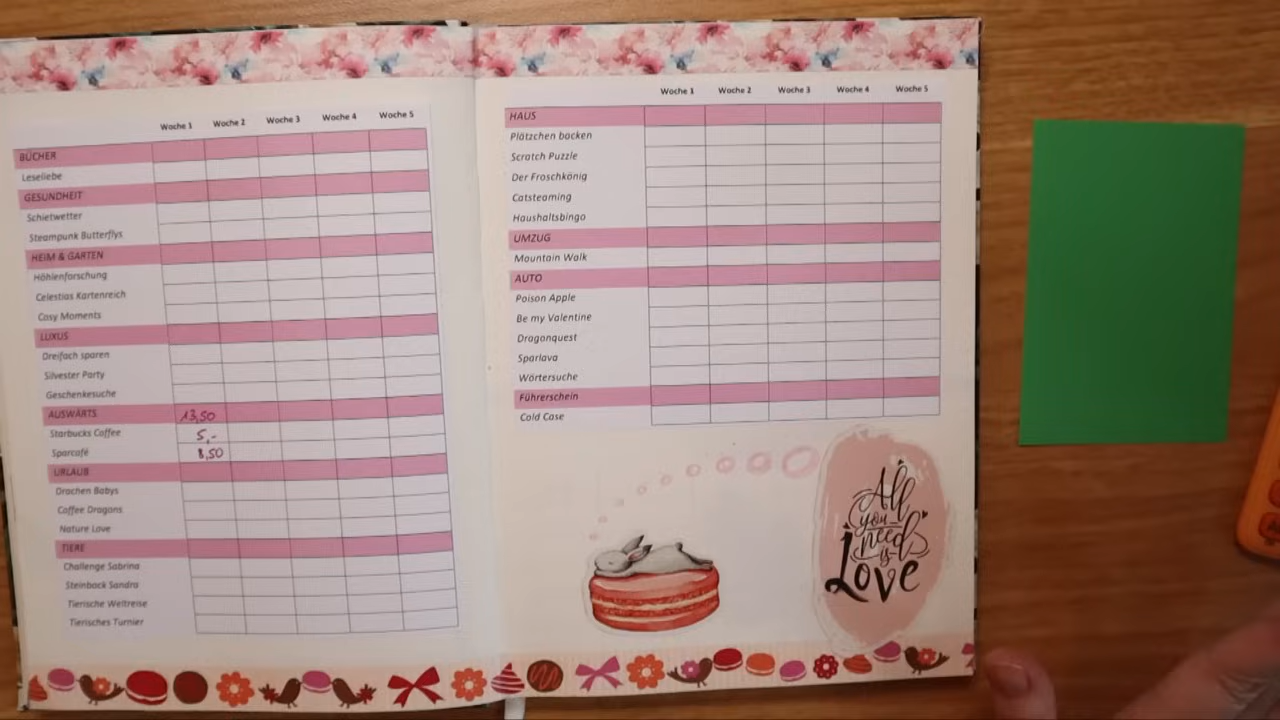 Woche 1 Woche 2 Woche 3 Woche 4 Woche 5
BÜCHER
Leseliebe
GESUNDHEIT
Schietwetter
Steampunk Butterflys
HEIM & GARTEN
Höhlenforschung
Celestias Kartenreich
Cosy Moments
LUXUS
Dreifach sparen
Silvester Party
Geschenkesuche
AUSWÄRTS 13,50
Starbucks Coffee 5,-
Sparcafé 8,50
URLAUB
Drachen Babys
Coffee Dragons
Nature Love
TIERE
Challenge Sabrina
Steinbock Sandra
Tierische Weltreise
Tierisches Turnier
Woche 1 Woche 2 Woche 3 Woche 4 Woche 5
HAUS
Plätzchen backen
Scratch Puzzle
Der Froschkönig
Catsteaming
Haushaltsbingo
UMZUG
Mountain Walk
AUTO
Poison Apple
Be my Valentine
Dragonquest
Sparlava
Wörtersuche
Führerschein
Cold Case
All
you
need
is
Love